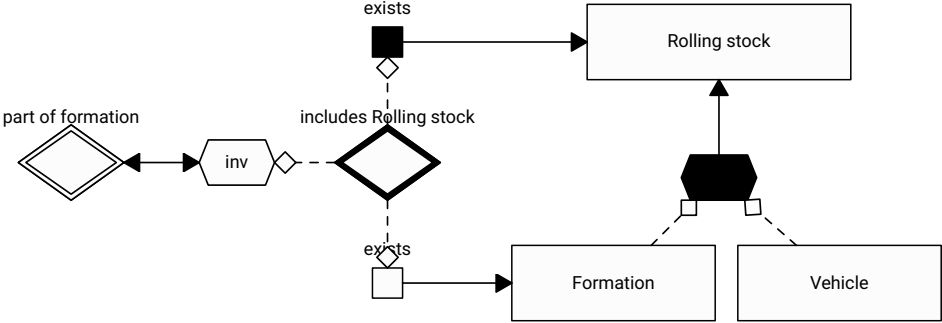 exists
Rolling stock
part of formation
includes Rolling stock
inv
exists
Formation
Vehicle